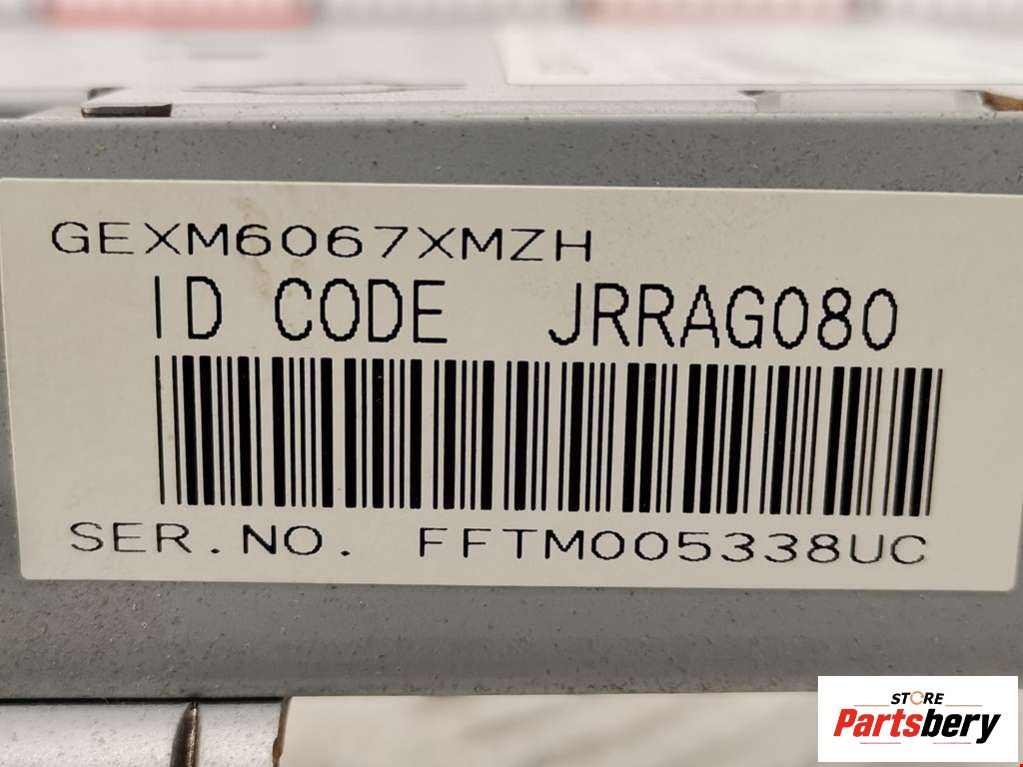 GEXM6067XMZH
ID CODE JRRAG080
SER.NO. FFTM005338UC
STORE
Partsbery